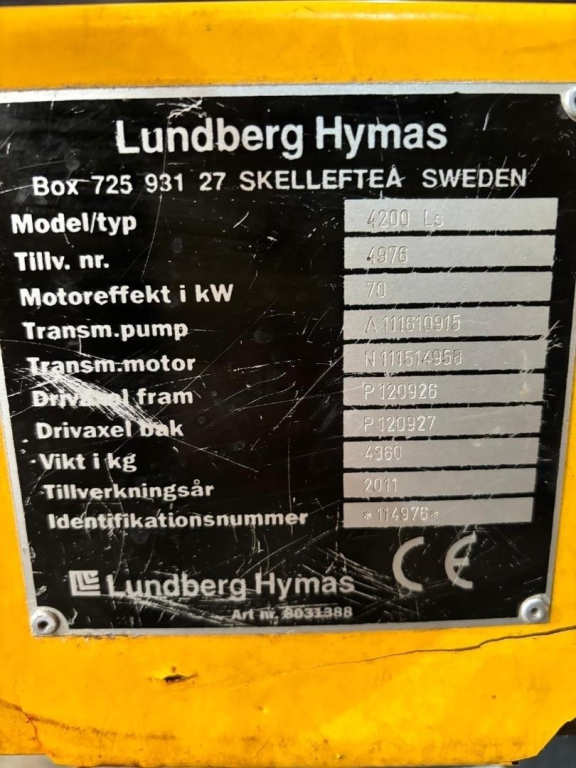 Lundberg Hymas
Box 725 931 27 SKELLEFTEÅ SWEDEN
Model/typ 4200 Ls
Tillv. nr. 4976
Motoreffekt i kW 70
Transm.pump A 111610915
Transm.motor N 111514958
Drivaxel fram P 120926
Drivaxel bak P 120927
Vikt i kg 4360
Tillverkningsår 2011
Identifikationsnummer *114976*
CE
Lundberg Hymas
Art nr. 8031388